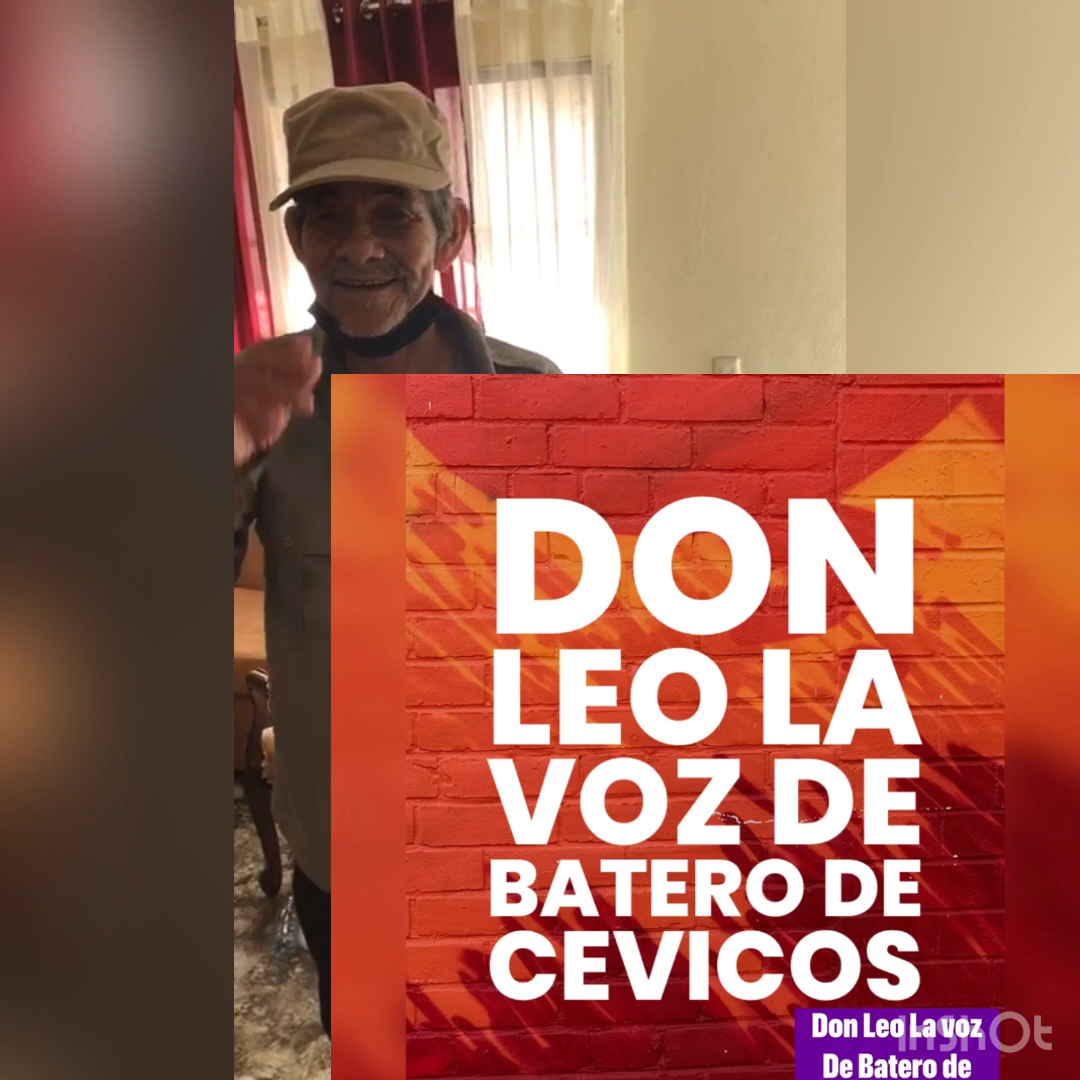 DON
LEO LA
VOZ DE
BATERO DE
CEVICOS
Don Leo La voz
De Batero de
InShOt